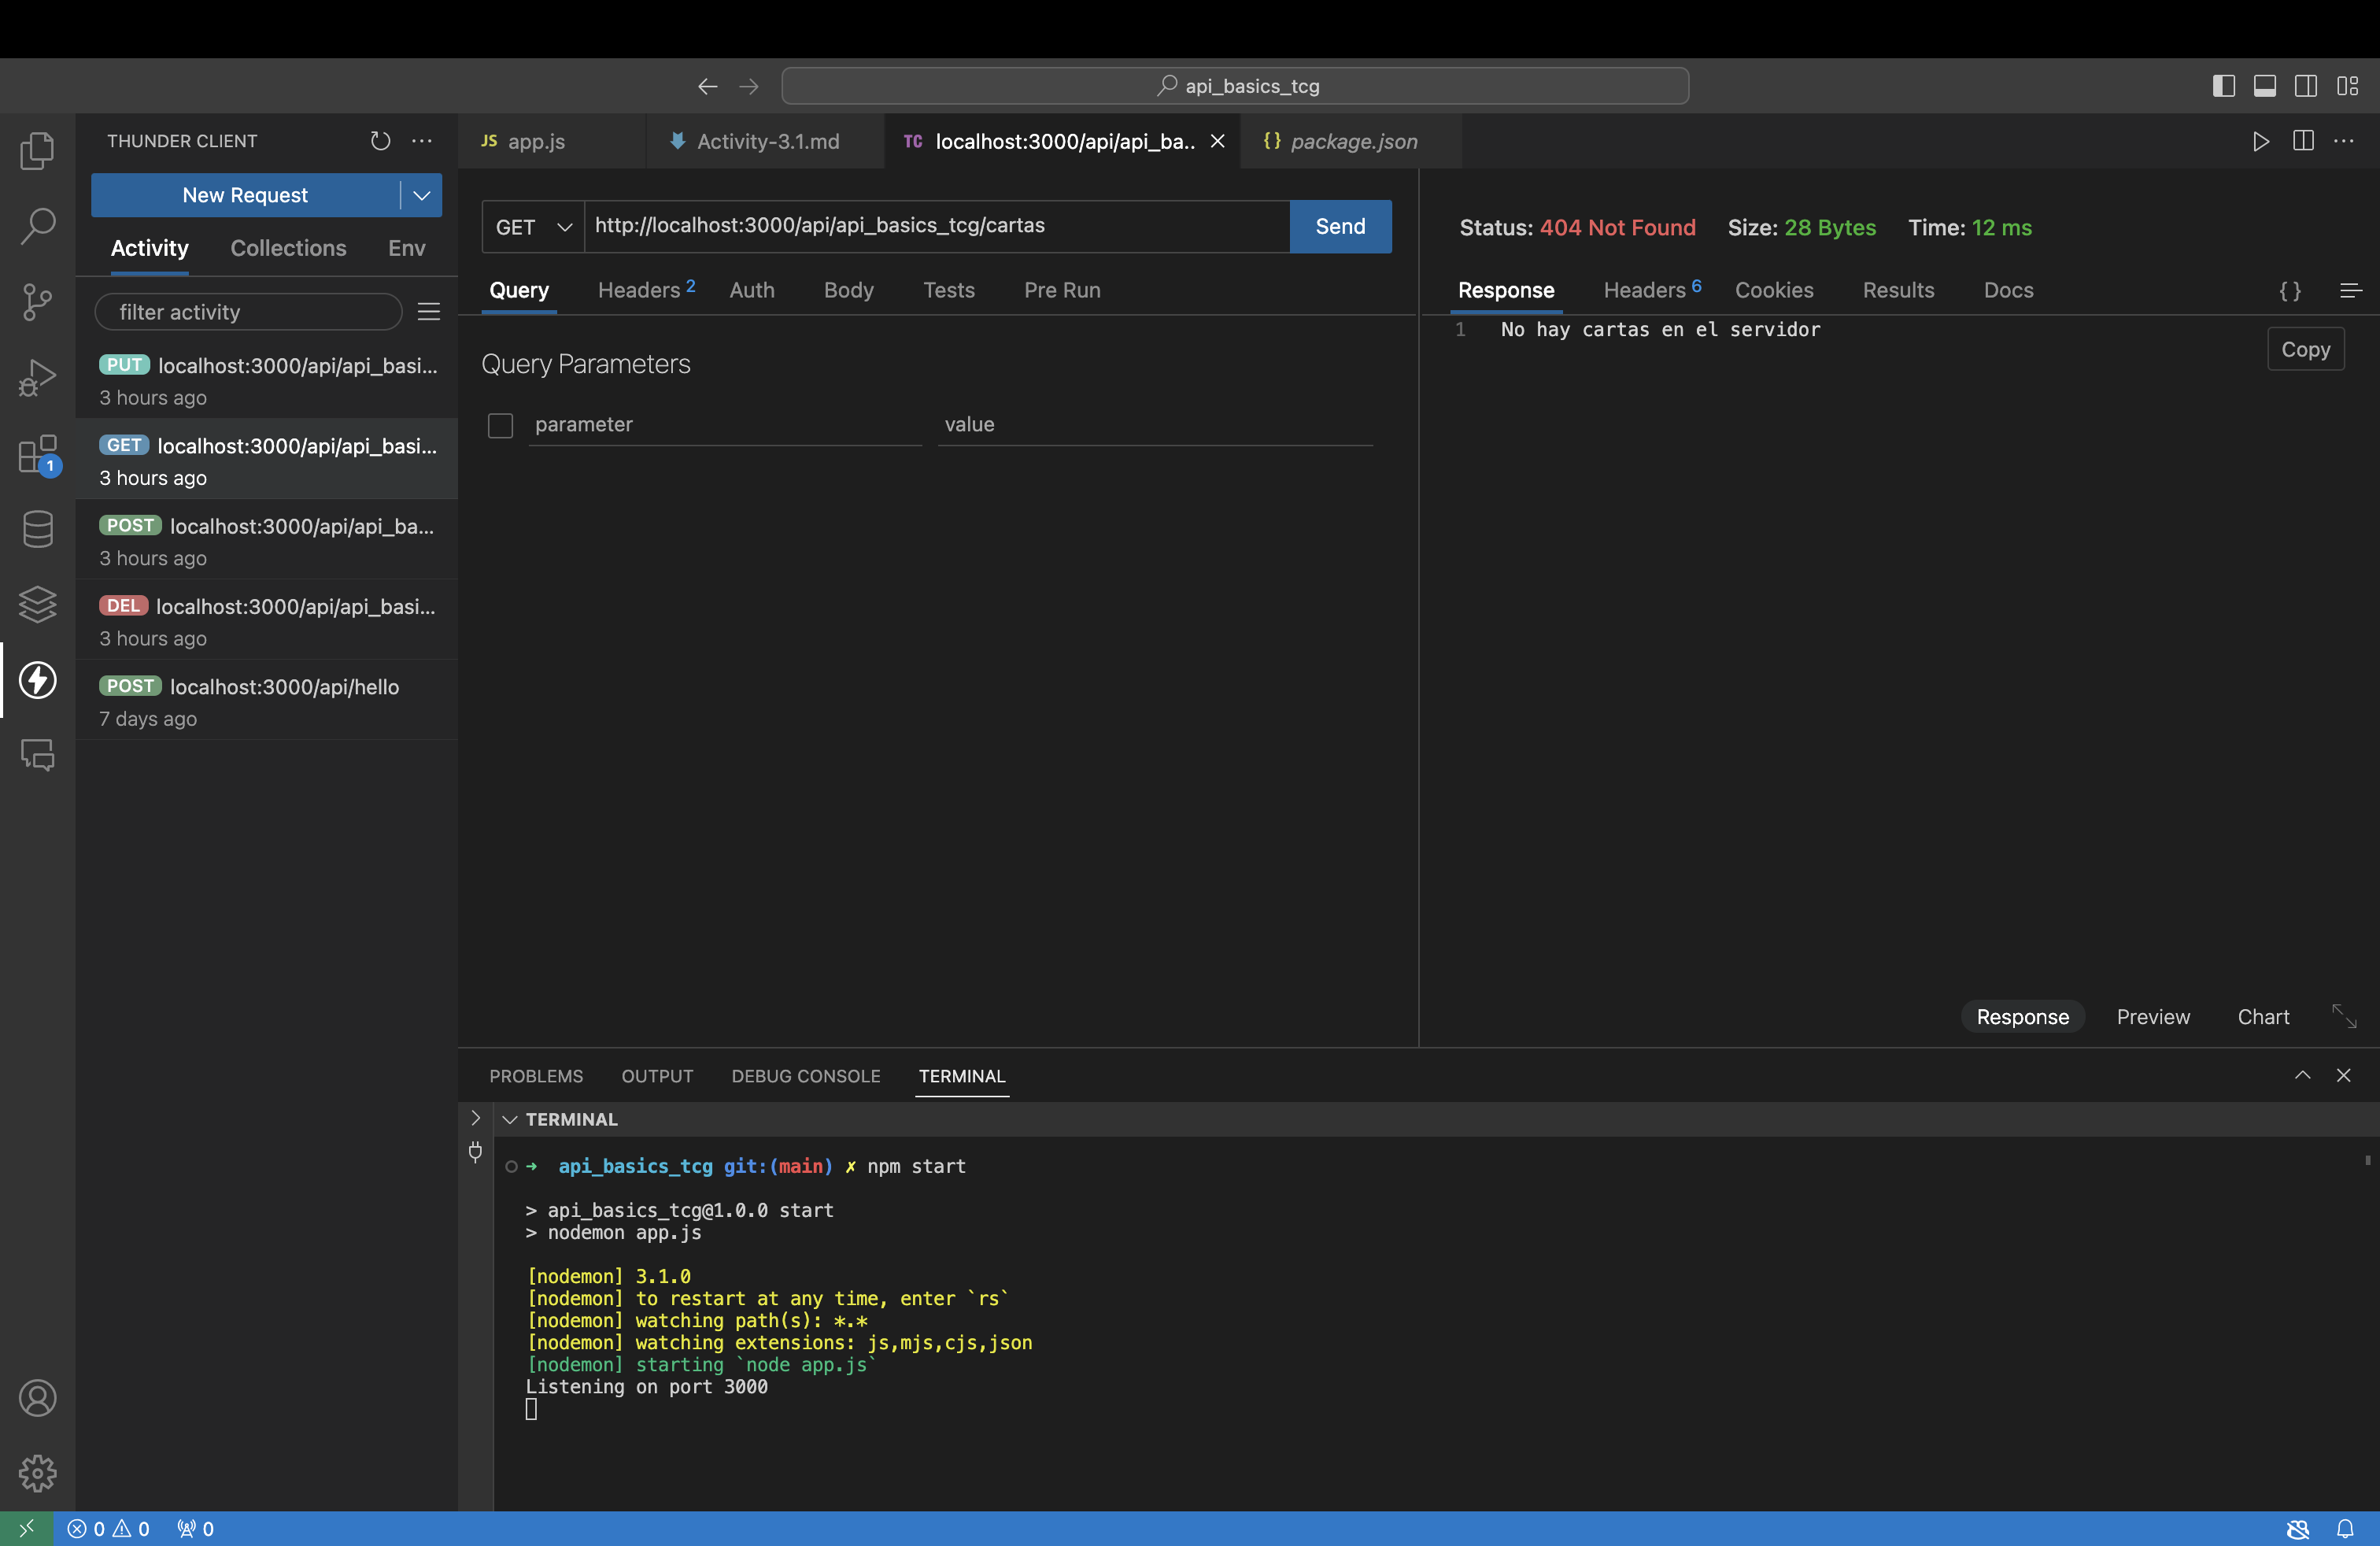 api_basics_tcg
THUNDER CLIENT
New Request
Activity Collections Env
filter activity
PUT localhost:3000/api/api_basi...
3 hours ago
GET localhost:3000/api/api_basi...
3 hours ago
POST localhost:3000/api/api_ba...
3 hours ago
DEL localhost:3000/api/api_basi...
3 hours ago
POST localhost:3000/api/hello
7 days ago
1
JS app.js
Activity-3.1.md
TC localhost:3000/api/api_ba..
{} package.json
GET http://localhost:3000/api/api_basics_tcg/cartas Send
Query Headers 2 Auth Body Tests Pre Run
Query Parameters
parameter value
Status: 404 Not Found Size: 28 Bytes Time: 12 ms
Response Headers 6 Cookies Results Docs { }
1 No hay cartas en el servidor
Copy
Response Preview Chart
PROBLEMS OUTPUT DEBUG CONSOLE TERMINAL
TERMINAL
➜ api_basics_tcg git:(main) ✗ npm start
> api_basics_tcg@1.0.0 start
> nodemon app.js
[nodemon] 3.1.0
[nodemon] to restart at any time, enter `rs`
[nodemon] watching path(s): *.*
[nodemon] watching extensions: js,mjs,cjs,json
[nodemon] starting `node app.js`
Listening on port 3000
0 0 0